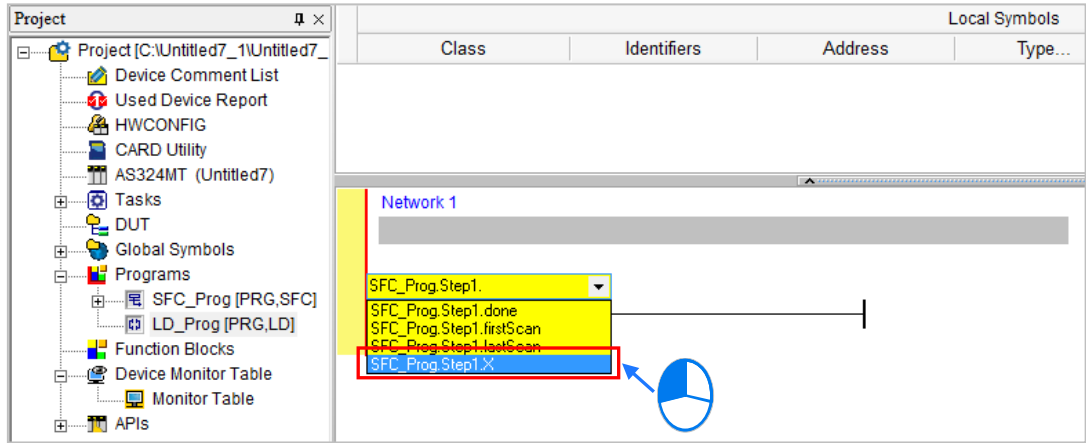 Project
Project [C:\Untitled7_1\Untitled7_
Device Comment List
Used Device Report
HWCONFIG
CARD Utility
AS324MT (Untitled7)
Tasks
DUT
Global Symbols
Programs
SFC_Prog [PRG,SFC]
LD_Prog [PRG,LD]
Function Blocks
Device Monitor Table
Monitor Table
APIs
Local Symbols
Class Identifiers Address Type...
Network 1
SFC_Prog.Step1.
SFC_Prog.Step1.done
SFC_Prog.Step1.firstScan
SFC_Prog.Step1.lastScan
SFC_Prog.Step1.X